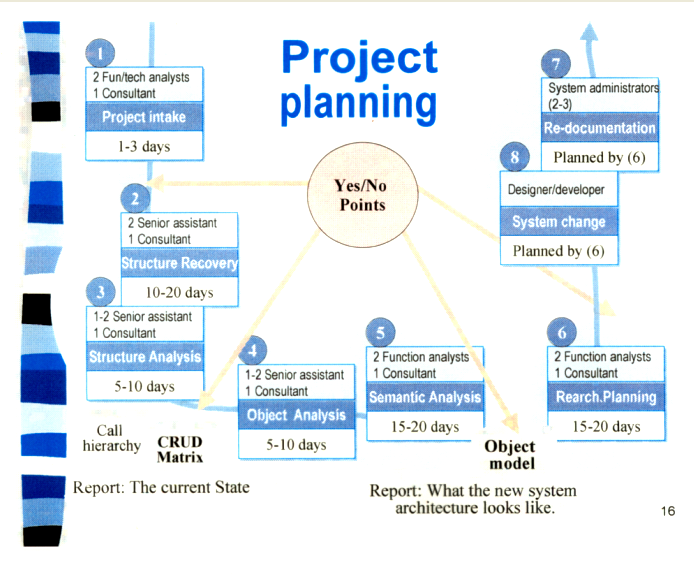 Project
planning
1
2 Fun/tech analysts
1 Consultant
Project intake
1-3 days
2
2 Senior assistant
1 Consultant
Structure Recovery
10-20 days
3
1-2 Senior assistant
1 Consultant
Structure Analysis
5-10 days
4
1-2 Senior assistant
1 Consultant
Object Analysis
5-10 days
5
2 Function analysts
1 Consultant
Semantic Analysis
15-20 days
6
2 Function analysts
1 Consultant
Rearch.Planning
15-20 days
7
System administrators
(2-3)
Re-documentation
Planned by (6)
8
Designer/developer
System change
Planned by (6)
Yes/No
Points
Call
hierarchy
CRUD
Matrix
Object
model
Report: The current State
Report: What the new system
architecture looks like.
16